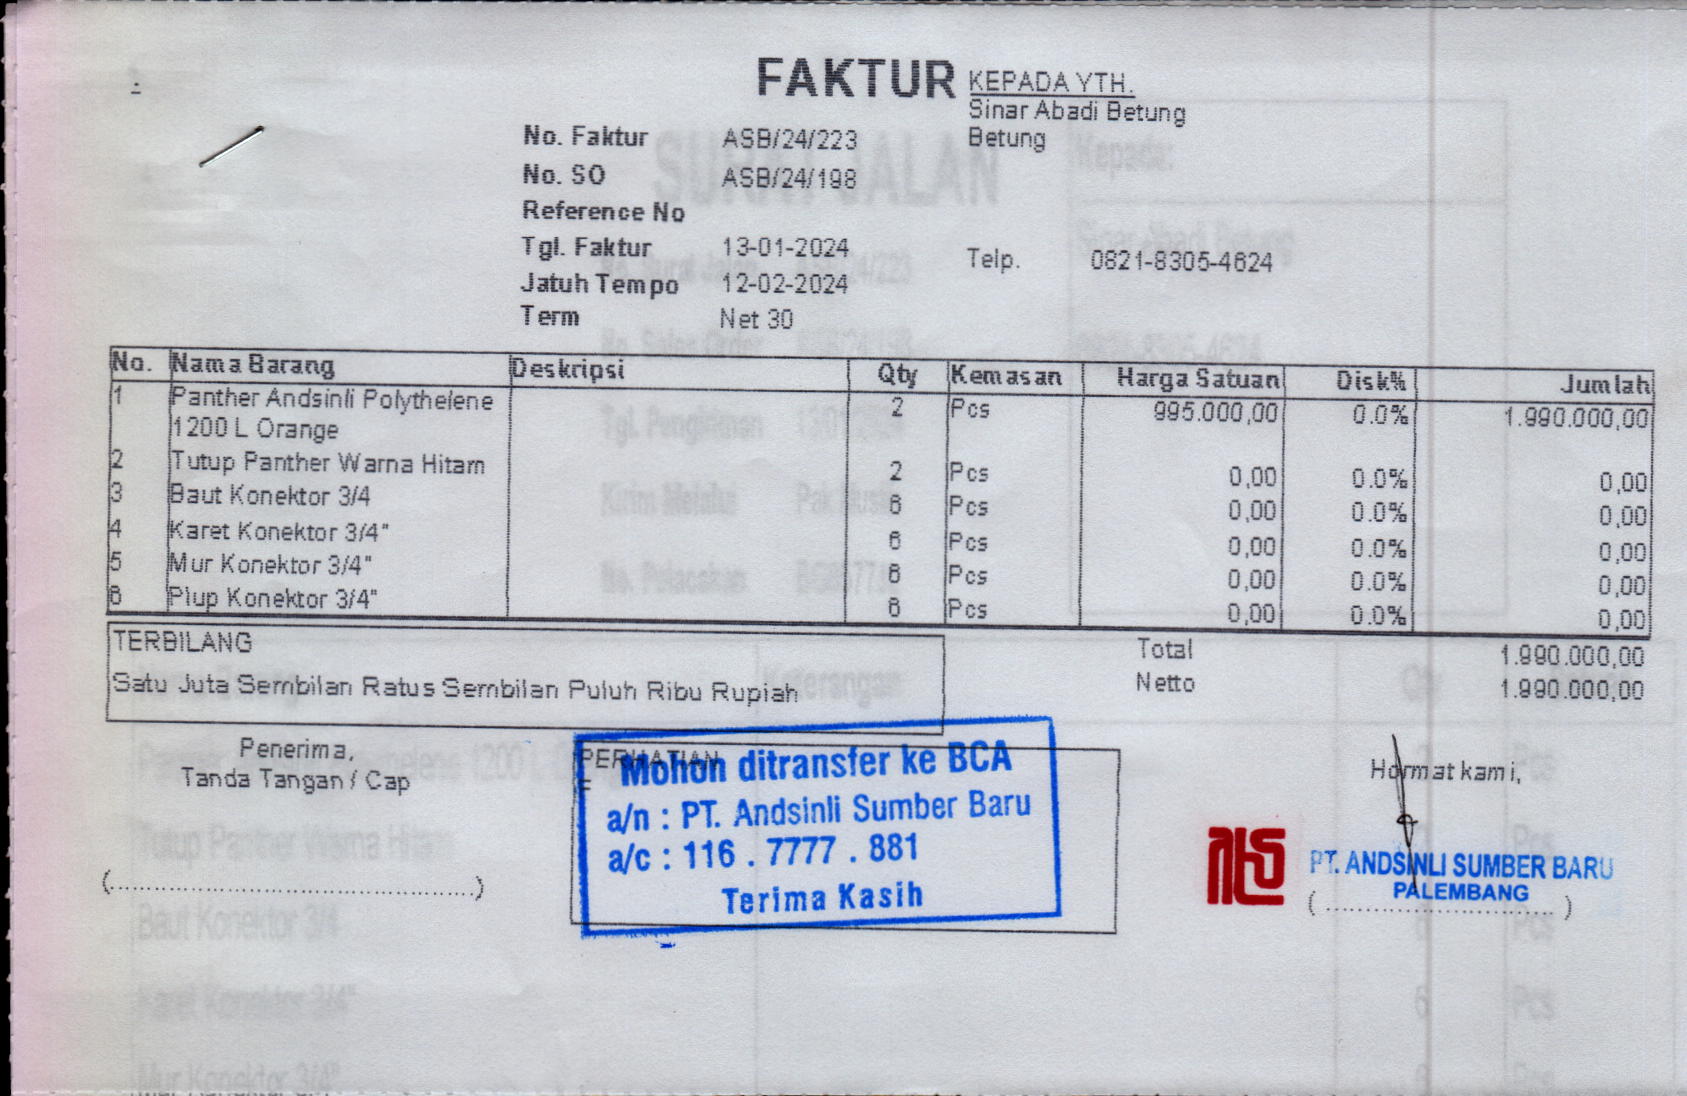 FAKTUR
KEPADA YTH.
Sinar Abadi Betung
Betung
No. Faktur ASB/24/223
No. SO ASB/24/198
Reference No
Tgl. Faktur 13-01-2024
Telp. 0821-8305-4624
Jatuh Tempo 12-02-2024
Term Net 30
No. Nama Barang Deskripsi Qty Kemasan Harga Satuan Disk% Jumlah
1 Panther Andsinli Polythelene 2 Pcs 995.000,00 0.0% 1.990.000,00
1200 L Orange
2 Tutup Panther Warna Hitam 2 Pcs 0,00 0.0% 0,00
3 Baut Konektor 3/4 6 Pcs 0,00 0.0% 0,00
4 Karet Konektor 3/4" 6 Pcs 0,00 0.0% 0,00
5 Mur Konektor 3/4" 6 Pcs 0,00 0.0% 0,00
6 Plup Konektor 3/4" 6 Pcs 0,00 0.0% 0,00
TERBILANG
Satu Juta Sembilan Ratus Sembilan Puluh Ribu Rupiah
Total 1.990.000,00
Netto 1.990.000,00
Penerima,
Tanda Tangan / Cap
(...........................................)
PERHATIAN
Mohon ditransfer ke BCA
a/n : PT. Andsinli Sumber Baru
a/c : 116 . 7777 . 881
Terima Kasih
Hormat kami,
PT. ANDSINLI SUMBER BARU
PALEMBANG
(...........................)